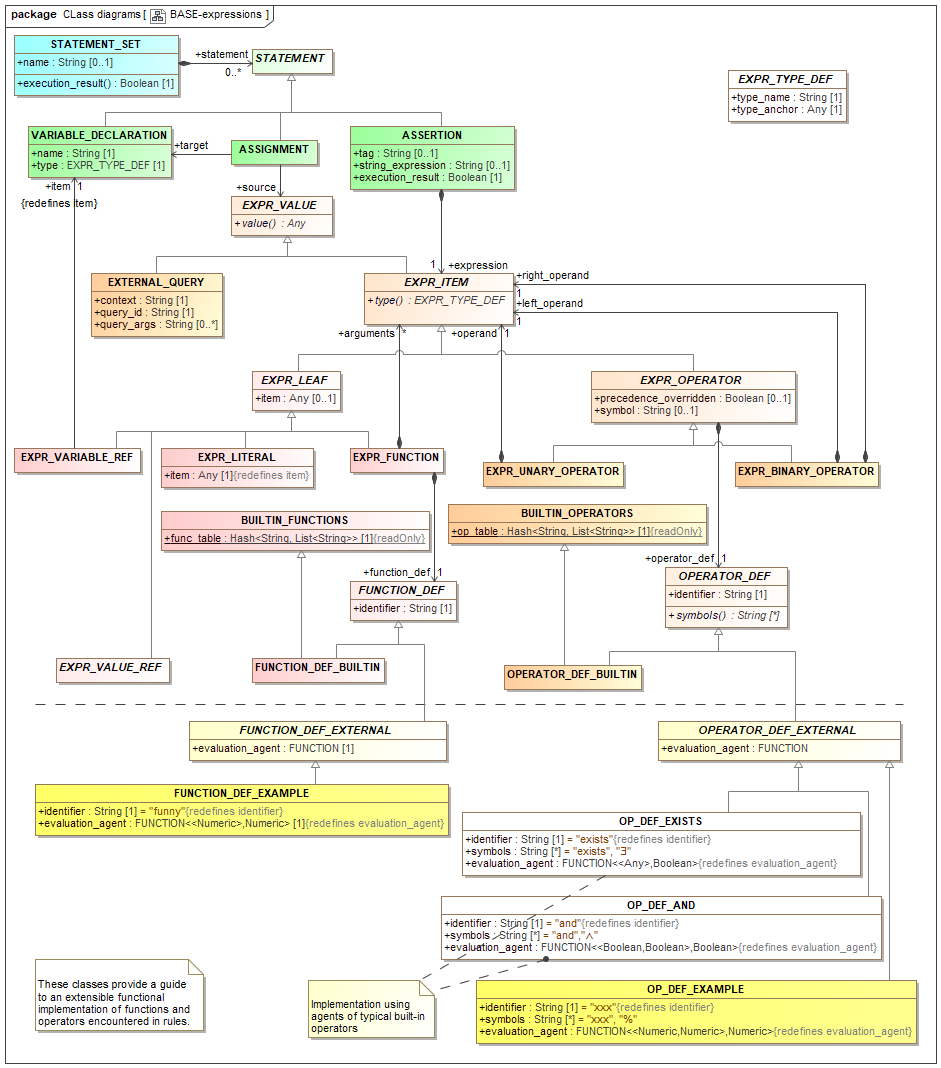 package CLass diagrams [ BASE-expressions ]
STATEMENT_SET
+name : String [0..1]
+execution_result() : Boolean [1]
+statement
0..*
STATEMENT
EXPR_TYPE_DEF
+type_name : String [1]
+type_anchor : Any [1]
VARIABLE_DECLARATION
+name : String [1]
+type : EXPR_TYPE_DEF [1]
+target
ASSIGNMENT
ASSERTION
+tag : String [0..1]
+string_expression : String [0..1]
+execution_result : Boolean [1]
+item 1
{redefines item}
+source
EXPR_VALUE
+value() : Any
1
+expression
EXTERNAL_QUERY
+context : String [1]
+query_id : String [1]
+query_args : String [0..*]
EXPR_ITEM
+type() : EXPR_TYPE_DEF
+right_operand
1
+left_operand
1
+arguments *
+operand 1
EXPR_LEAF
+item : Any [0..1]
EXPR_OPERATOR
+precedence_overridden : Boolean [0..1]
+symbol : String [0..1]
EXPR_VARIABLE_REF
EXPR_LITERAL
+item : Any [1]{redefines item}
EXPR_FUNCTION
EXPR_UNARY_OPERATOR
EXPR_BINARY_OPERATOR
BUILTIN_FUNCTIONS
+func_table : Hash<String, List<String>> [1]{readOnly}
BUILTIN_OPERATORS
+op_table : Hash<String, List<String>> [1]{readOnly}
+function_def 1
FUNCTION_DEF
+identifier : String [1]
+operator_def 1
OPERATOR_DEF
+identifier : String [1]
+symbols() : String [*]
EXPR_VALUE_REF
FUNCTION_DEF_BUILTIN
OPERATOR_DEF_BUILTIN
FUNCTION_DEF_EXTERNAL
+evaluation_agent : FUNCTION [1]
OPERATOR_DEF_EXTERNAL
+evaluation_agent : FUNCTION
FUNCTION_DEF_EXAMPLE
+identifier : String [1] = "funny"{redefines identifier}
+evaluation_agent : FUNCTION<<Numeric>,Numeric> [1]{redefines evaluation_agent}
OP_DEF_EXISTS
+identifier : String [1] = "exists"{redefines identifier}
+symbols : String [*] = "exists", "∃"
+evaluation_agent : FUNCTION<<Any>,Boolean>{redefines evaluation_agent}
OP_DEF_AND
+identifier : String [1] = "and"{redefines identifier}
+symbols : String [*] = "and","∧"
+evaluation_agent : FUNCTION<<Boolean,Boolean>,Boolean>{redefines evaluation_agent}
These classes provide a guide
to an extensible functional
implementation of functions and
operators encountered in rules.
Implementation using
agents of typical built-in
operators
OP_DEF_EXAMPLE
+identifier : String [1] = "xxx"{redefines identifier}
+symbols : String [*] = "xxx", "%"
+evaluation_agent : FUNCTION<<Numeric,Numeric>,Numeric>{redefines evaluation_agent}